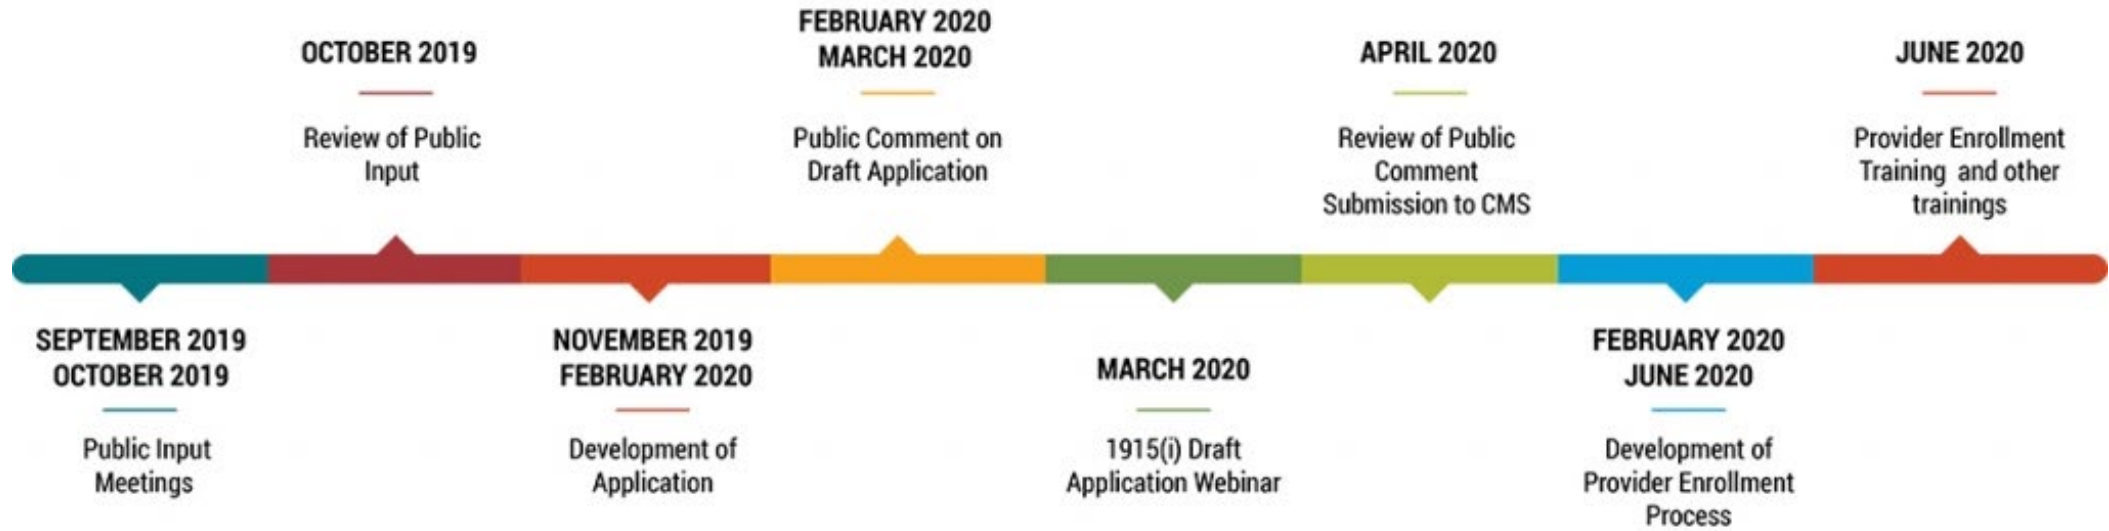 SEPTEMBER 2019
OCTOBER 2019
Public Input
Meetings
OCTOBER 2019
Review of Public
Input
NOVEMBER 2019
FEBRUARY 2020
Development of
Application
FEBRUARY 2020
MARCH 2020
Public Comment on
Draft Application
MARCH 2020
1915(i) Draft
Application Webinar
APRIL 2020
Review of Public
Comment
Submission to CMS
FEBRUARY 2020
JUNE 2020
Development of
Provider Enrollment
Process
JUNE 2020
Provider Enrollment
Training and other
trainings